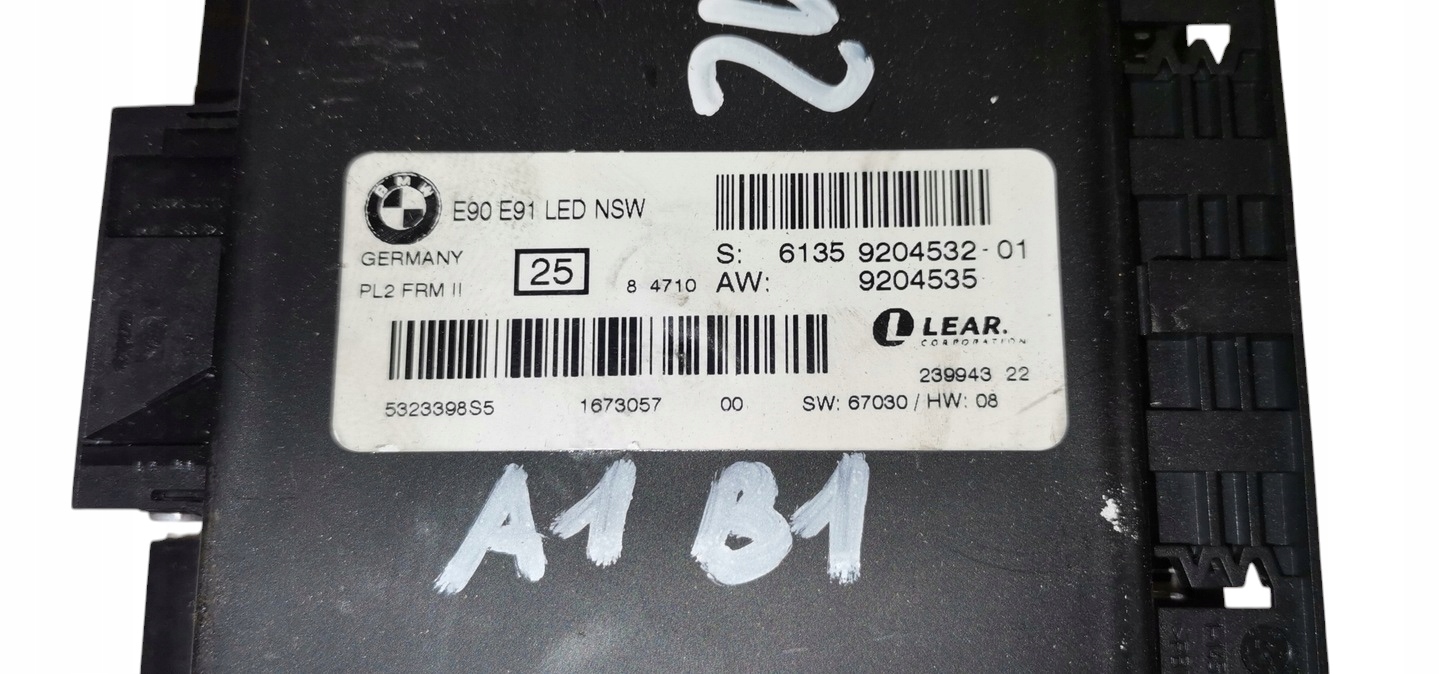 BMW
E90 E91 LED NSW
GERMANY
PL2 FRM II
25
8 4710
S: 6135 9204532-01
AW: 9204535
LEAR.
CORPORATION
239943 22
5323398S5 1673057 00 SW: 67030 / HW: 08
A1 B1